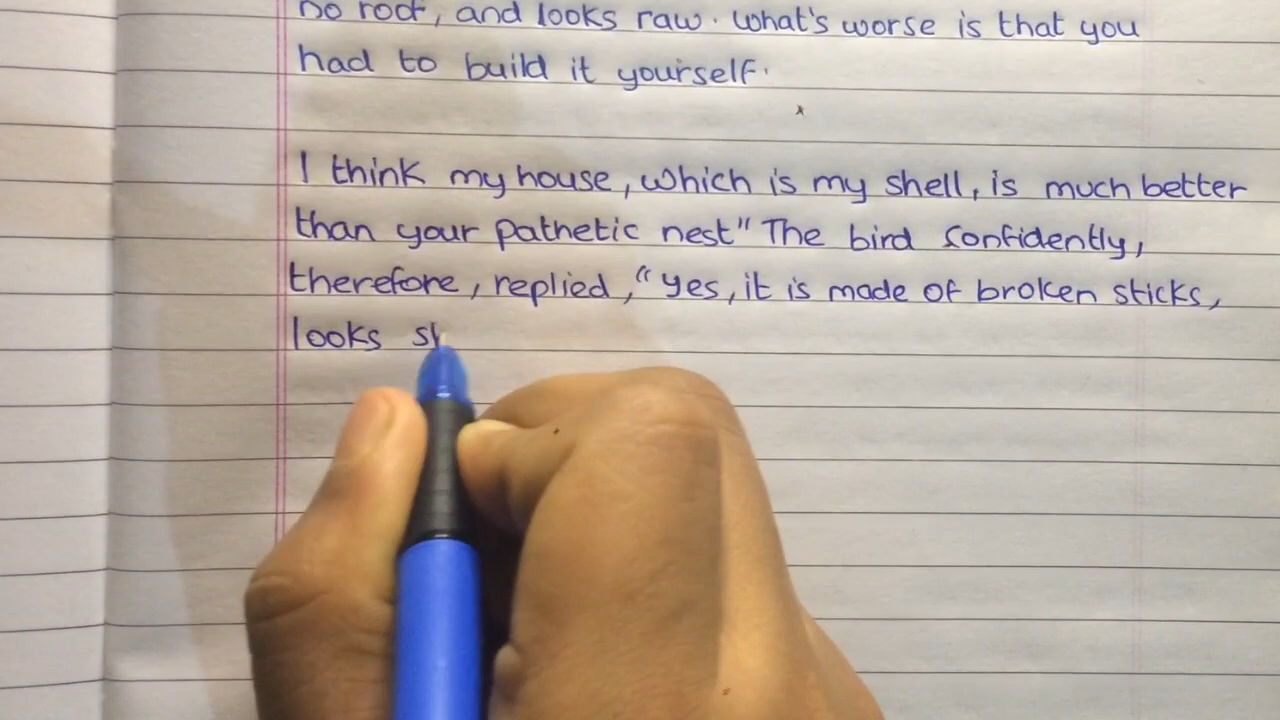 no roof, and looks raw. What's worse is that you
had to build it yourself.
I think my house, which is my shell, is much better
than your pathetic nest" The bird confidently,
therefore, replied, "Yes, it is made of broken sticks,
looks